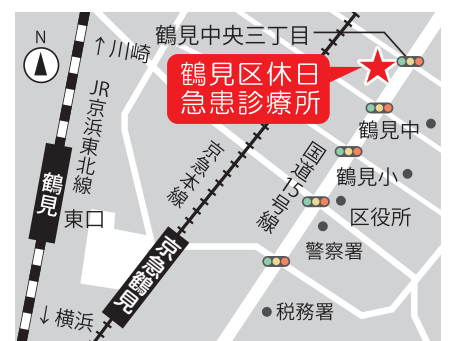 N
鶴見中央三丁目
↑川崎
鶴見区休日
急患診療所
JR京浜東北線
鶴見中
京急本線
国道15号線
鶴見小
鶴見
東口
区役所
京急鶴見
警察署
↓横浜
税務署